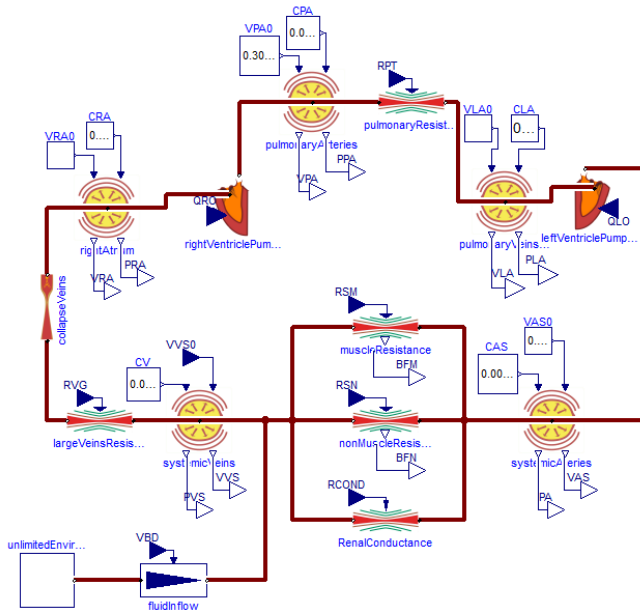 VPA0
CPA
0.30...
0.0...
RPT
pulmonaryArteries
pulmonaryResist...
VPA
PPA
VRA0
CRA
0....
QRO
rightAtrium
rightVentriclePum...
VRA
PRA
VLA0
CLA
0...
pulmonaryVeins
leftVentriclePump...
QLO
VLA
PLA
collapseVeins
RVG
largeVeinsResis...
CV
0.0...
VVS0
systemicVeins
PVS
VVS
RSM
muscleResistance
BFM
RSN
nonMuscleResis...
BFN
RCOND
RenalConductance
CAS
0.00...
VAS0
0....
systemicArteries
PA
VAS
unlimitedEnvir...
VBD
fluidInflow